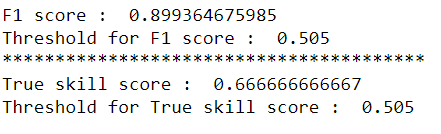 F1 score :  0.899364675985
Threshold for F1 score :  0.505
****************************************
True skill score :  0.666666666667
Threshold for True skill score :  0.505